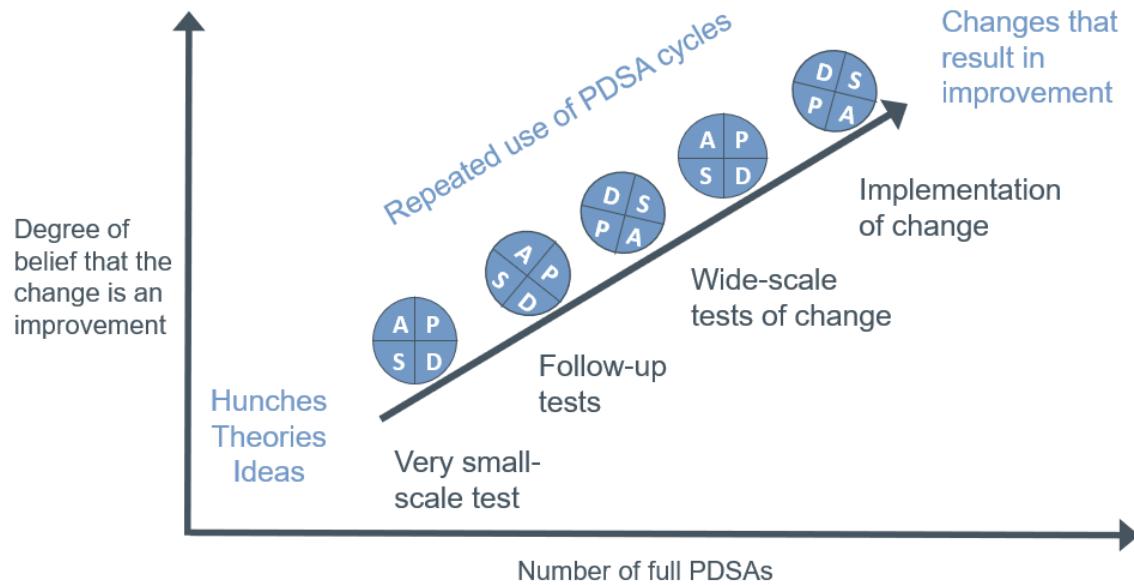 Changes that
result in
improvement
Repeated use of PDSA cycles
D S
P A
A P
S D
D S
P A
A P
S D
A P
S D
Implementation
of change
Degree of
belief that the
change is an
improvement
Wide-scale
tests of change
Follow-up
tests
Hunches
Theories
Ideas
Very small-
scale test
Number of full PDSAs